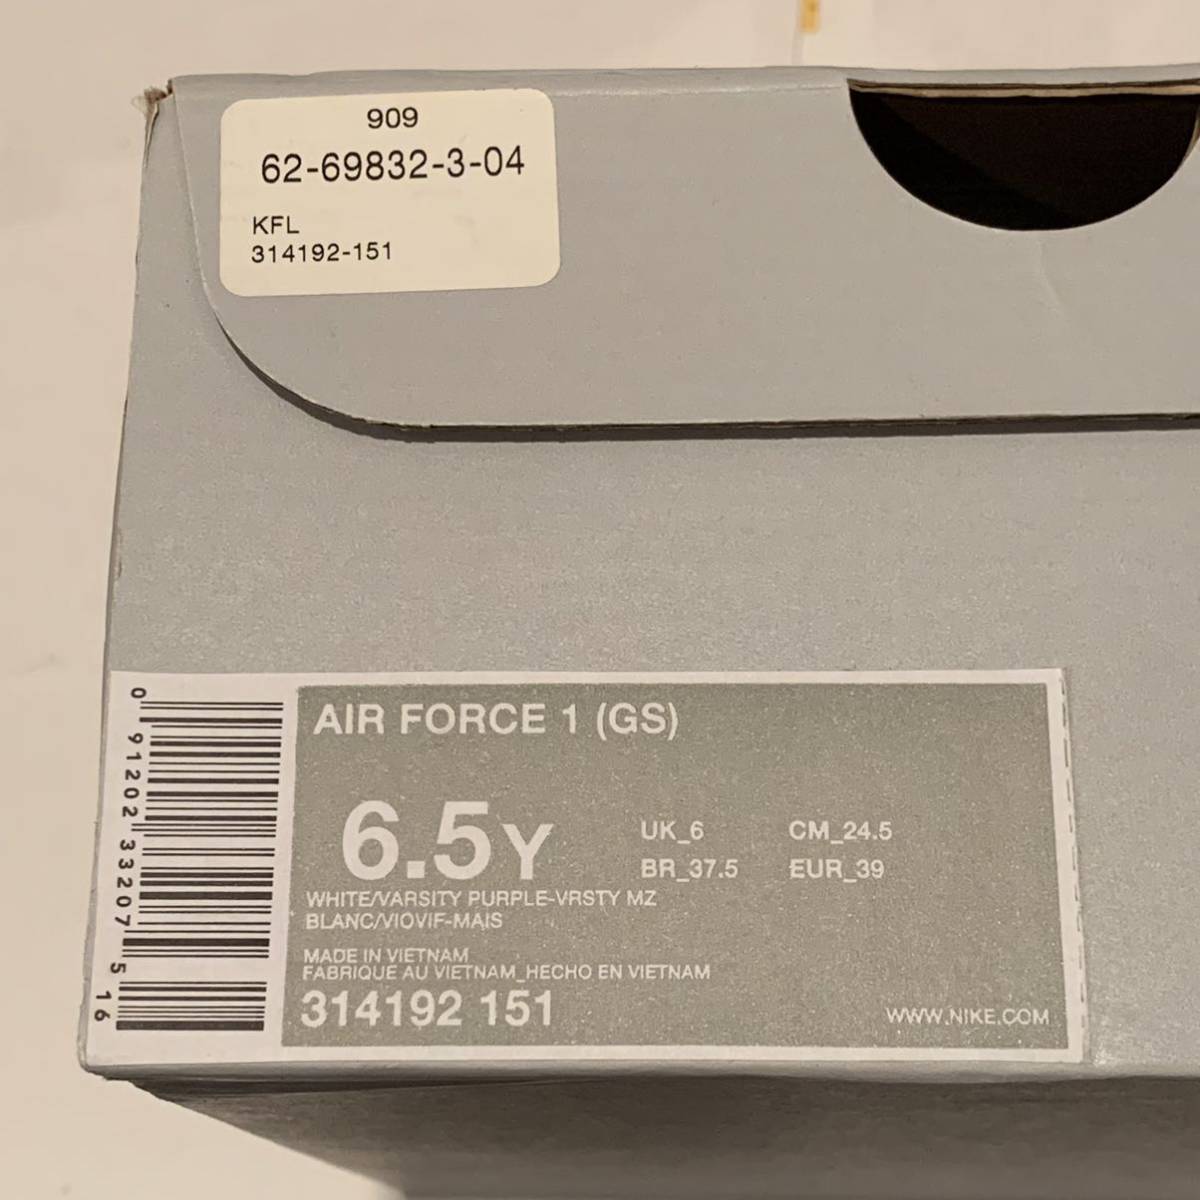 909
62-69832-3-04
KFL
314192-151
0 91202 33207 5 16
AIR FORCE 1 (GS)
6.5Y
UK_6 CM_24.5
BR_37.5 EUR_39
WHITE/VARSITY PURPLE-VRSTY MZ
BLANC/VIOVIF-MAIS
MADE IN VIETNAM
FABRIQUE AU VIETNAM_HECHO EN VIETNAM
314192 151
WWW.NIKE.COM